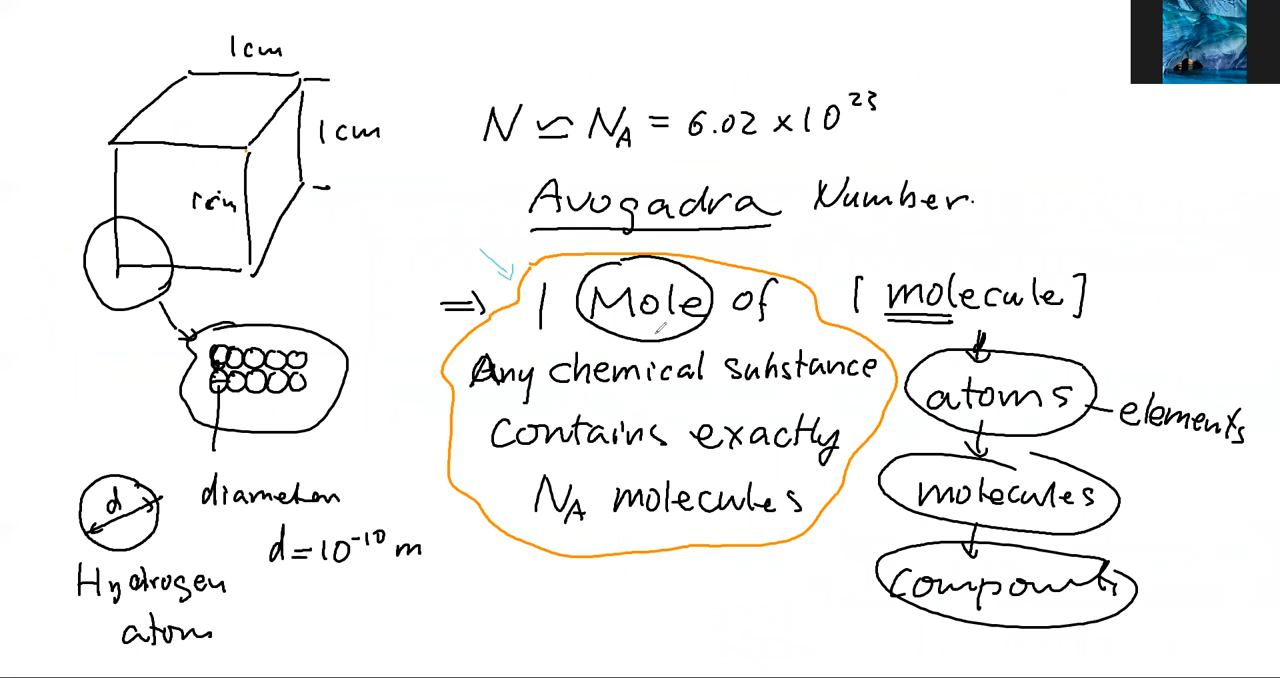 1cm
1cm
1cm
N ≃ N_A = 6.02 × 10^23
Avogadra Number.
⇒ 1 Mole of
Any chemical substance
contains exactly
N_A molecules
[molecule]
atoms - elements
molecules
compounds
diameter
d = 10^-10 m
d
Hydrogen
atom